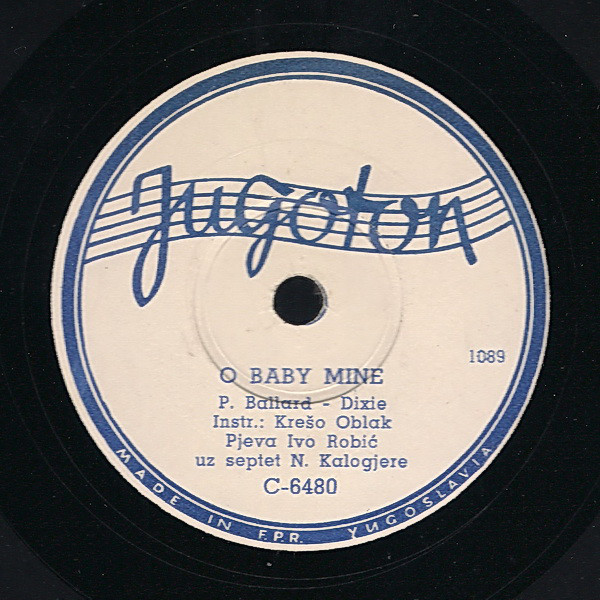 Jugoton
1089
O BABY MINE
P. Ballard - Dixie
Instr.: Krešo Oblak
Pjeva Ivo Robić
uz septet N. Kalogjere
C-6480
MADE IN F.P.R. YUGOSLAVIA